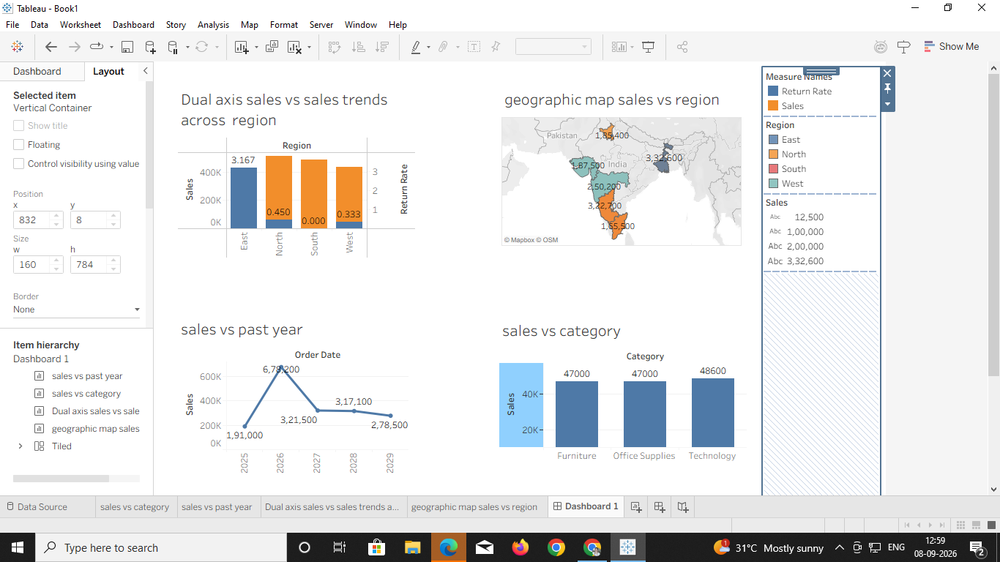 Tableau - Book1
File Data Worksheet Dashboard Story Analysis Map Format Server Window Help
Show Me
Dashboard Layout
Selected item
Vertical Container
Show title
Floating
Control visibility using value
Position
x y
832 8
Size
w h
160 784
Border
None
Item hierarchy
Dashboard 1
sales vs past year
sales vs category
Dual axis sales vs sale
geographic map sales
Tiled
Dual axis sales vs sales trends
across region
Region
3.167
Sales
400K
200K
0K
0.450
0.000
0.333
3
2
1
Return Rate
East
North
South
West
geographic map sales vs region
Pakistan
India
1,85,400
3,32,600
1,87,500
2,50,200
3,22,700
1,65,500
© Mapbox © OSM
Measure Names
Return Rate
Sales
Region
East
North
South
West
Sales
Abc 12,500
Abc 1,00,000
Abc 2,00,000
Abc 3,32,600
sales vs past year
Order Date
Sales
600K
400K
200K
0K
1,91,000
6,78,200
3,21,500
3,17,100
2,78,500
2025
2026
2027
2028
2029
sales vs category
Category
Sales
40K
20K
47000
47000
48600
Furniture
Office Supplies
Technology
Data Source
sales vs category
sales vs past year
Dual axis sales vs sales trends a...
geographic map sales vs region
Dashboard 1
Type here to search
1
31°C Mostly sunny
ENG
12:59
08-09-2026
2